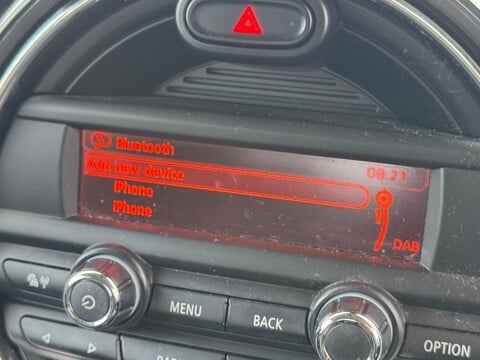 Bluetooth
Add new device 08:21
iPhone
iPhone
DAB
MENU
BACK
OPTION